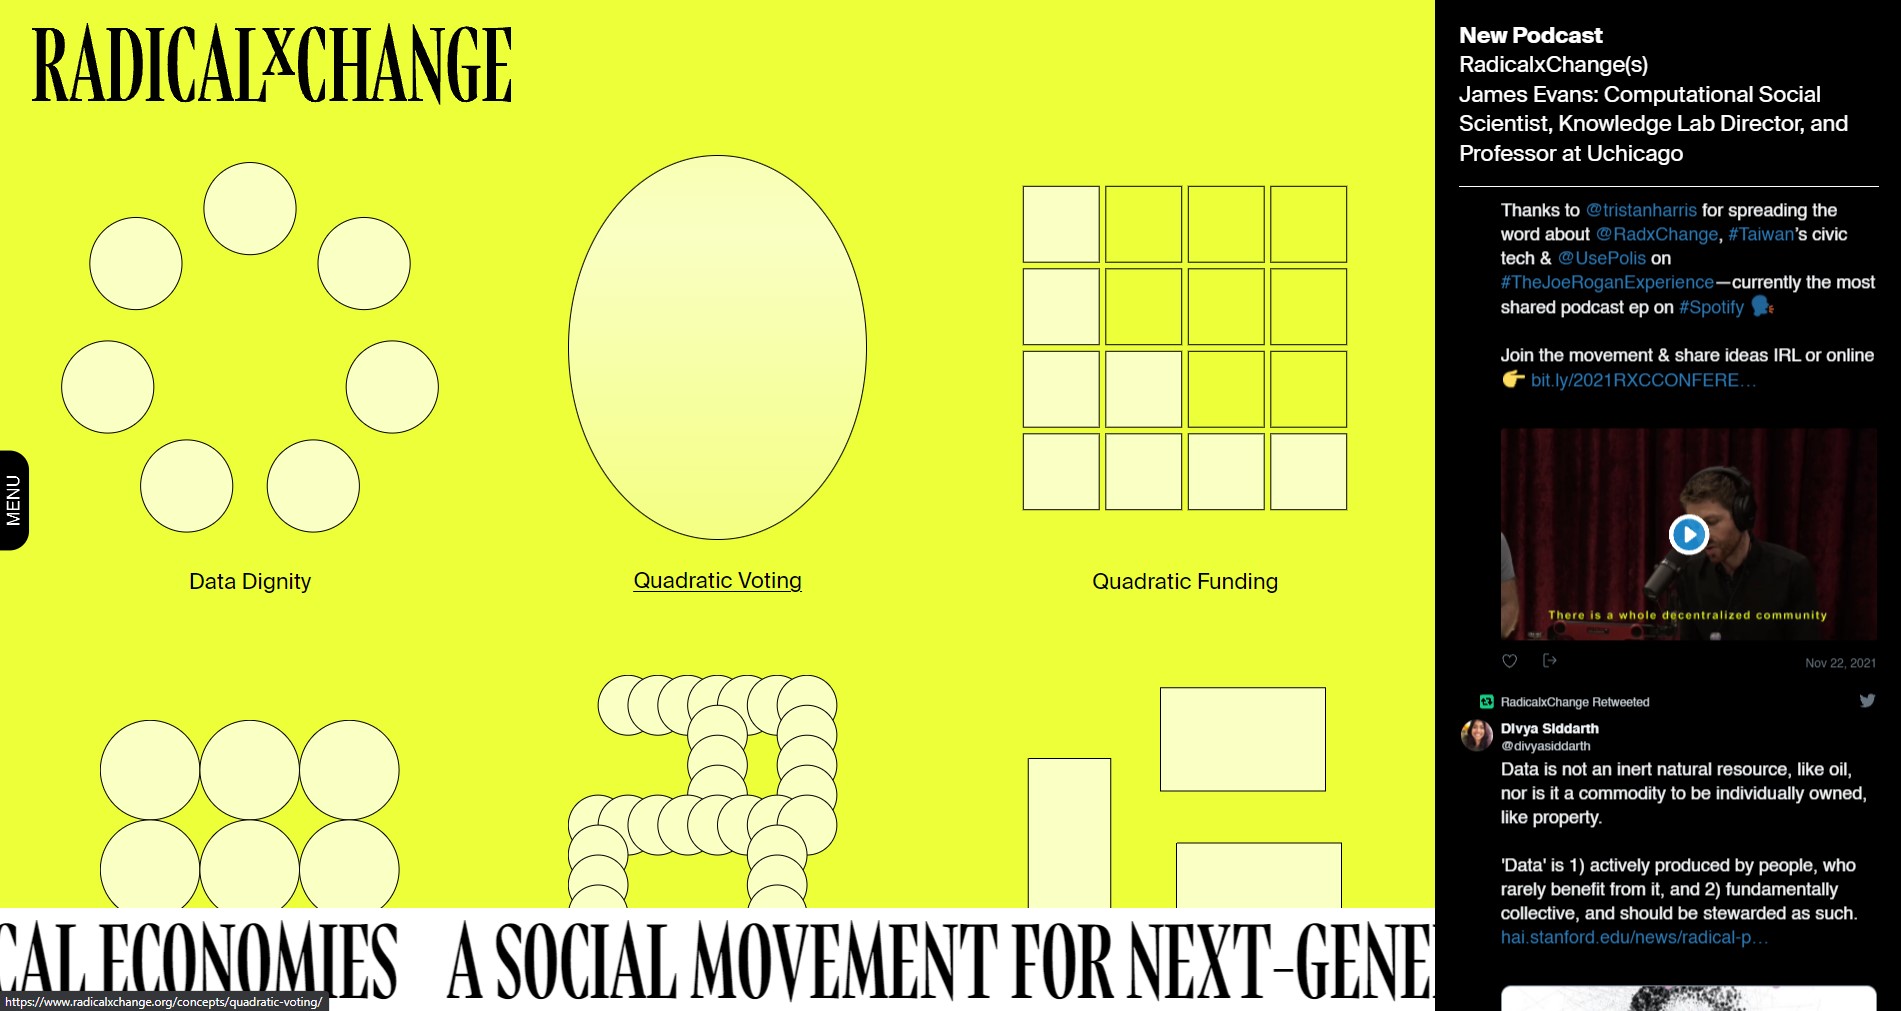 RADICALXCHANGE
MENU
Data Dignity
Quadratic Voting
Quadratic Funding
CAL ECONOMIES A SOCIAL MOVEMENT FOR NEXT-GENE
https://www.radicalxchange.org/concepts/quadratic-voting/
New Podcast
RadicalxChange(s)
James Evans: Computational Social
Scientist, Knowledge Lab Director, and
Professor at Uchicago
Thanks to @tristanharris for spreading the
word about @RadxChange, #Taiwan's civic
tech & @UsePolis on
#TheJoeRoganExperience—currently the most
shared podcast ep on #Spotify 🗣️
Join the movement & share ideas IRL or online
👉 bit.ly/2021RXCCONFERE…
There is a whole decentralized community
Nov 22, 2021
RadicalxChange Retweeted
Divya Siddarth
@divyasiddarth
Data is not an inert natural resource, like oil,
nor is it a commodity to be individually owned,
like property.
'Data' is 1) actively produced by people, who
rarely benefit from it, and 2) fundamentally
collective, and should be stewarded as such.
hai.stanford.edu/news/radical-p…